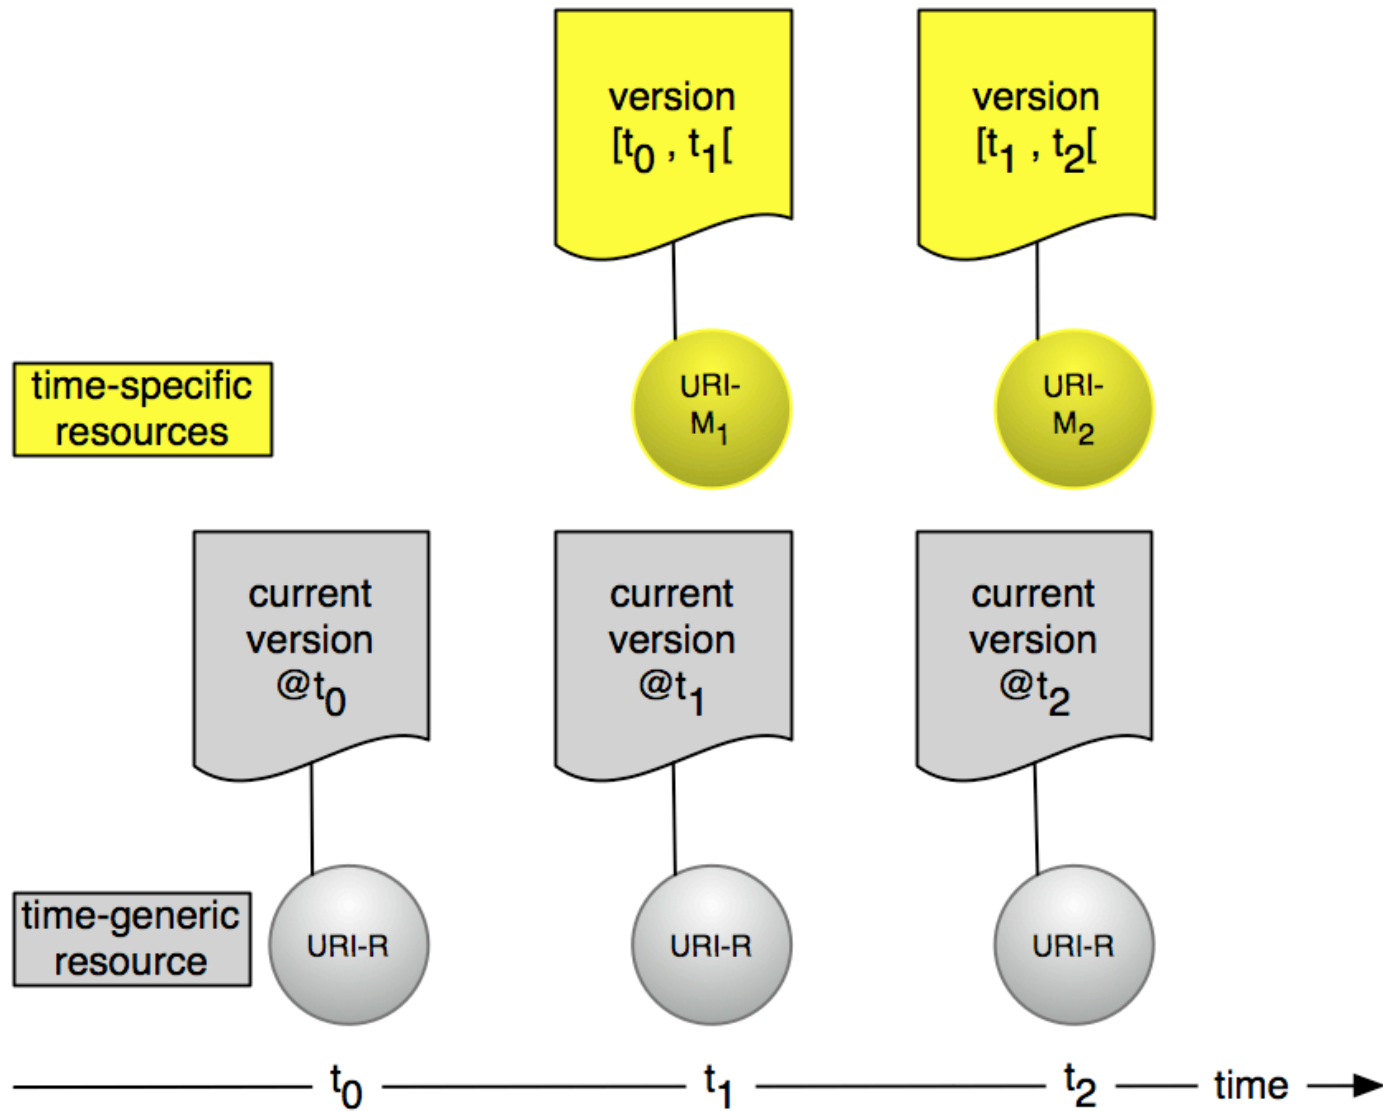 version
[t0 , t1[
version
[t1 , t2[
URI-
M1
URI-
M2
time-specific
resources
current
version
@t0
current
version
@t1
current
version
@t2
time-generic
resource
URI-R
URI-R
URI-R
t0
t1
t2
time